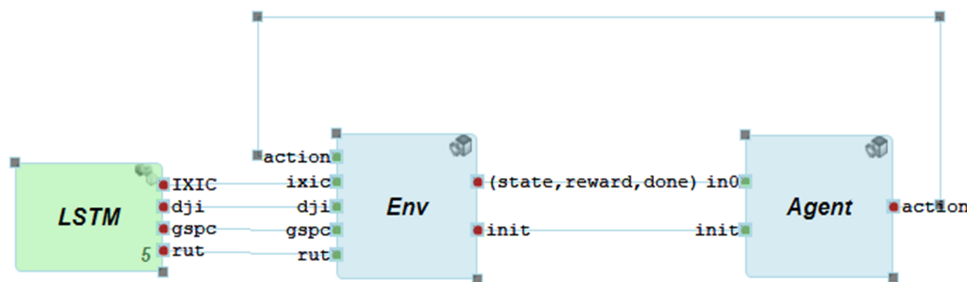 action
IXIC
ixic
(state,reward,done) in0
LSTM
dji
dji
Env
Agent
action
gspc
gspc
init
init
5
rut
rut